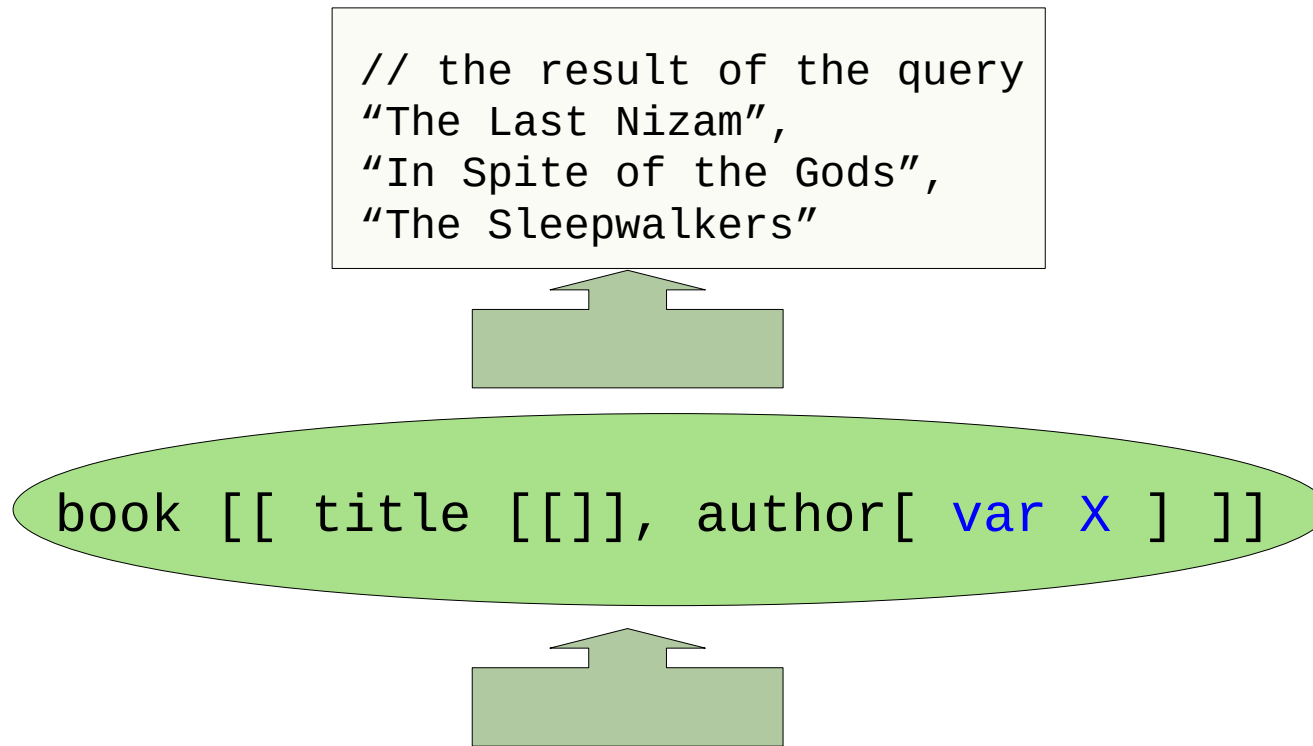 // the result of the query
“The Last Nizam”,
“In Spite of the Gods”,
“The Sleepwalkers”
book [[ title [[]], author[ var X ] ]]